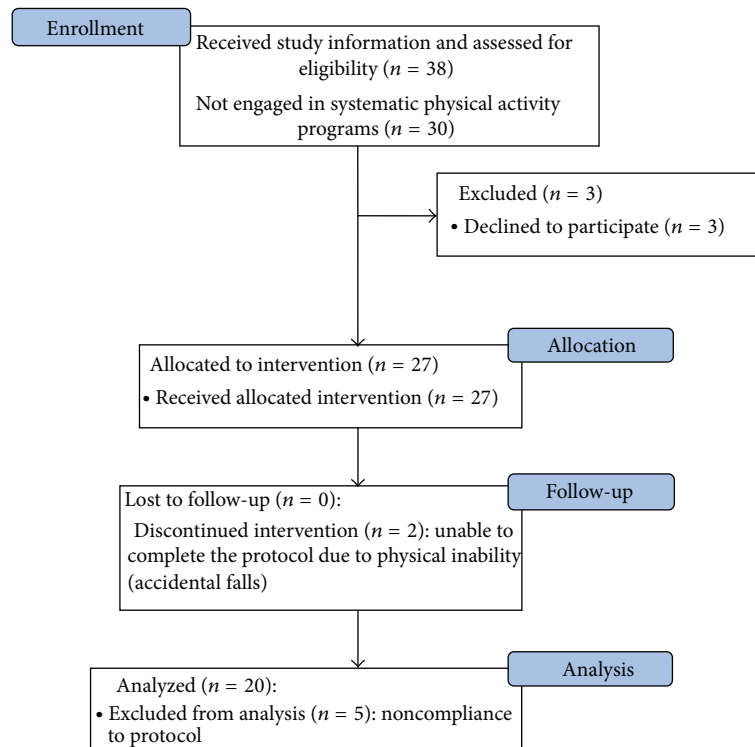 Enrollment
Received study information and assessed for
eligibility (n = 38)
Not engaged in systematic physical activity
programs (n = 30)
Excluded (n = 3)
• Declined to participate (n = 3)
Allocation
Allocated to intervention (n = 27)
• Received allocated intervention (n = 27)
Follow-up
Lost to follow-up (n = 0):
Discontinued intervention (n = 2): unable to
complete the protocol due to physical inability
(accidental falls)
Analysis
Analyzed (n = 20):
• Excluded from analysis (n = 5): noncompliance
to protocol